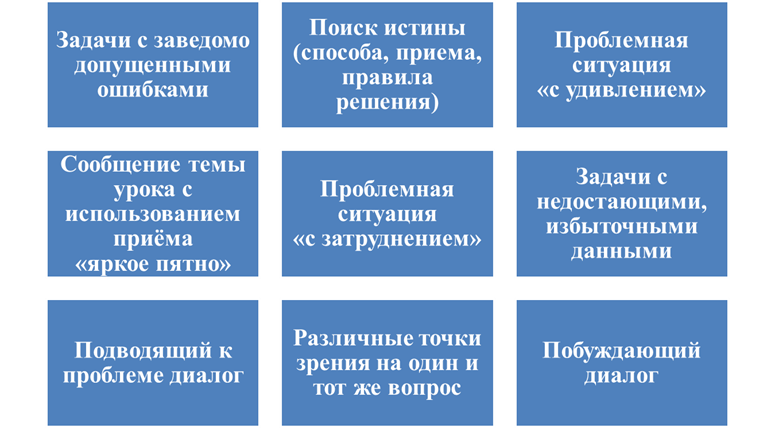 Задачи с заведомо
допущенными
ошибками
Поиск истины
(способа, приема,
правила
решения)
Проблемная
ситуация
«с удивлением»
Сообщение темы
урока с
использованием
приёма
«яркое пятно»
Проблемная
ситуация
«с затруднением»
Задачи с
недостающими,
избыточными
данными
Подводящий к
проблеме диалог
Различные точки
зрения на один и
тот же вопрос
Побуждающий
диалог